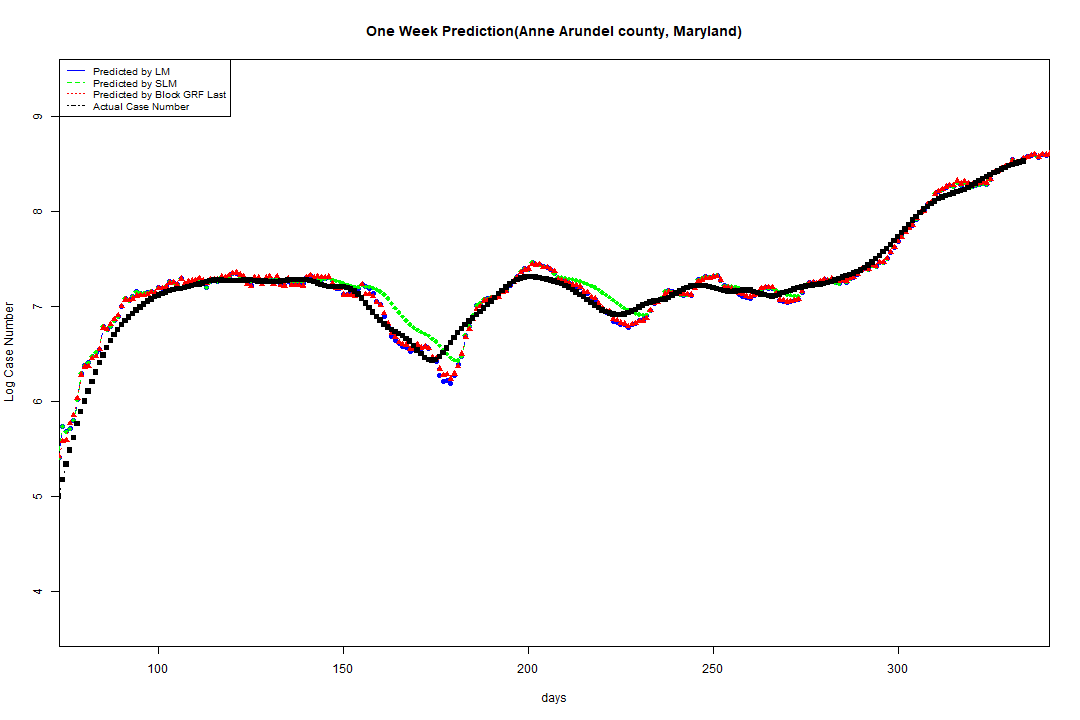 One Week Prediction(Anne Arundel county, Maryland)
Predicted by LM
Predicted by SLM
Predicted by Block GRF Last
Actual Case Number
Log Case Number
9
8
7
6
5
4
100 150 200 250 300
days